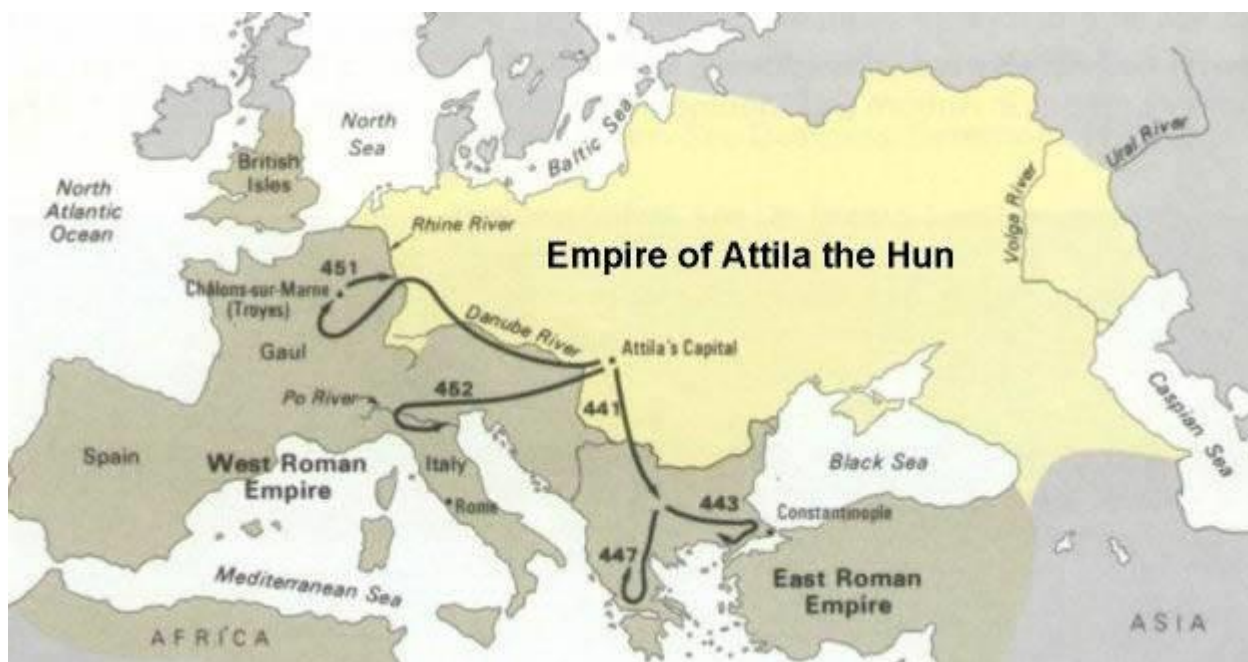 North
Sea
Baltic Sea
Ural River
British
Isles
North
Atlantic
Ocean
Volga River
Rhine River
Empire of Attila the Hun
451
Châlons-sur-Marne
(Troyes)
Danube River
Attila's Capital
Gaul
452
Po River
441
Caspian Sea
Spain
West Roman
Empire
Italy
Black Sea
Rome
443
Constantinople
447
Mediterranean Sea
East Roman
Empire
AFRICA
ASIA